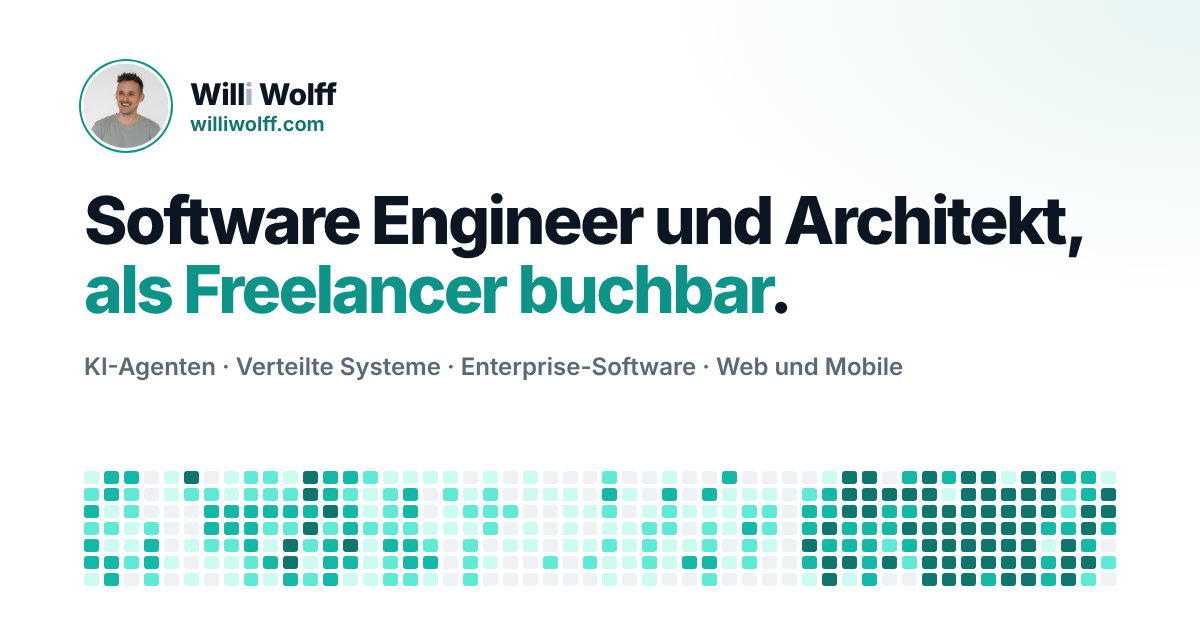 Willi Wolff
williwolff.com
Software Engineer und Architekt,
als Freelancer buchbar.
KI-Agenten · Verteilte Systeme · Enterprise-Software · Web und Mobile